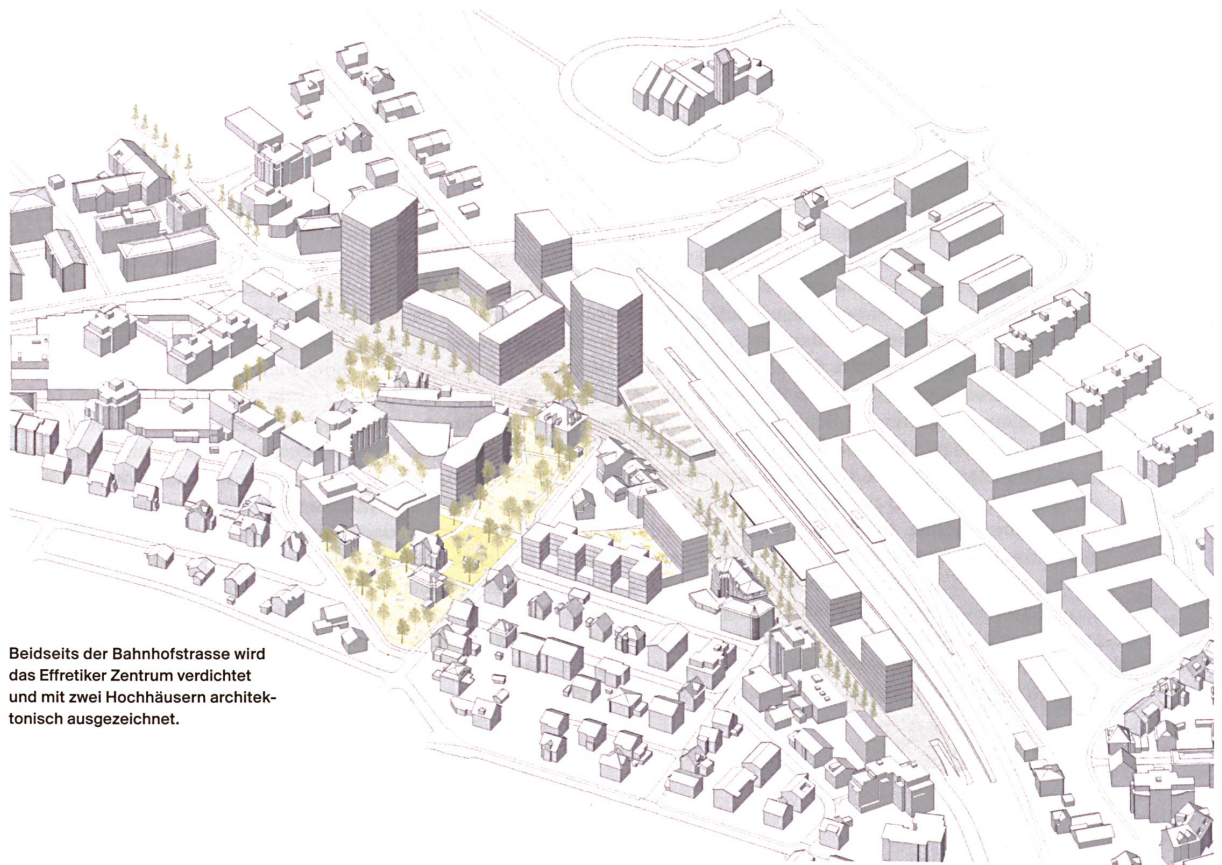 Beidseits der Bahnhofstrasse wird
das Effretiker Zentrum verdichtet
und mit zwei Hochhäusern architek-
tonisch ausgezeichnet.